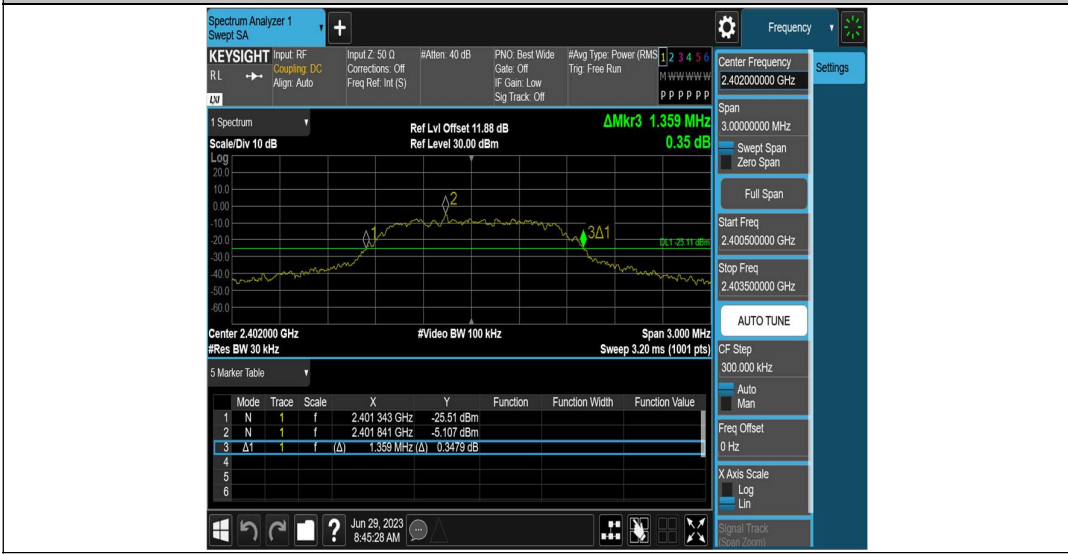 Spectrum Analyzer 1
Swept SA
+
Frequency
KEYSIGHT
RL
LXI
Input: RF
Coupling: DC
Align: Auto
Input Z: 50 Ω
Corrections: Off
Freq Ref: Int (S)
#Atten: 40 dB
PNO: Best Wide
Gate: Off
IF Gain: Low
Sig Track: Off
#Avg Type: Power (RMS
Trig: Free Run
1 2 3 4 5 6
M W W W W W
P P P P P P
1 Spectrum
Scale/Div 10 dB
Ref Lvl Offset 11.88 dB
Ref Level 30.00 dBm
ΔMkr3 1.359 MHz
0.35 dB
Log
20.0
10.0
0.00
-10.0
-20.0
-30.0
-40.0
-50.0
-60.0
1
2
3Δ1
DL1 -25.11 dBm
Center 2.402000 GHz
#Video BW 100 kHz
Span 3.000 MHz
#Res BW 30 kHz
Sweep 3.20 ms (1001 pts)
5 Marker Table
Mode Trace Scale X Y Function Function Width Function Value
1 N 1 f 2.401 343 GHz -25.51 dBm
2 N 1 f 2.401 841 GHz -5.107 dBm
3 Δ1 1 f (Δ) 1.359 MHz (Δ) 0.3479 dB
4
5
6
?
Jun 29, 2023
8:45:28 AM
Center Frequency
2.402000000 GHz
Settings
Span
3.00000000 MHz
Swept Span
Zero Span
Full Span
Start Freq
2.400500000 GHz
Stop Freq
2.403500000 GHz
AUTO TUNE
CF Step
300.000 kHz
Auto
Man
Freq Offset
0 Hz
X Axis Scale
Log
Lin
Signal Track
(Span Zoom)